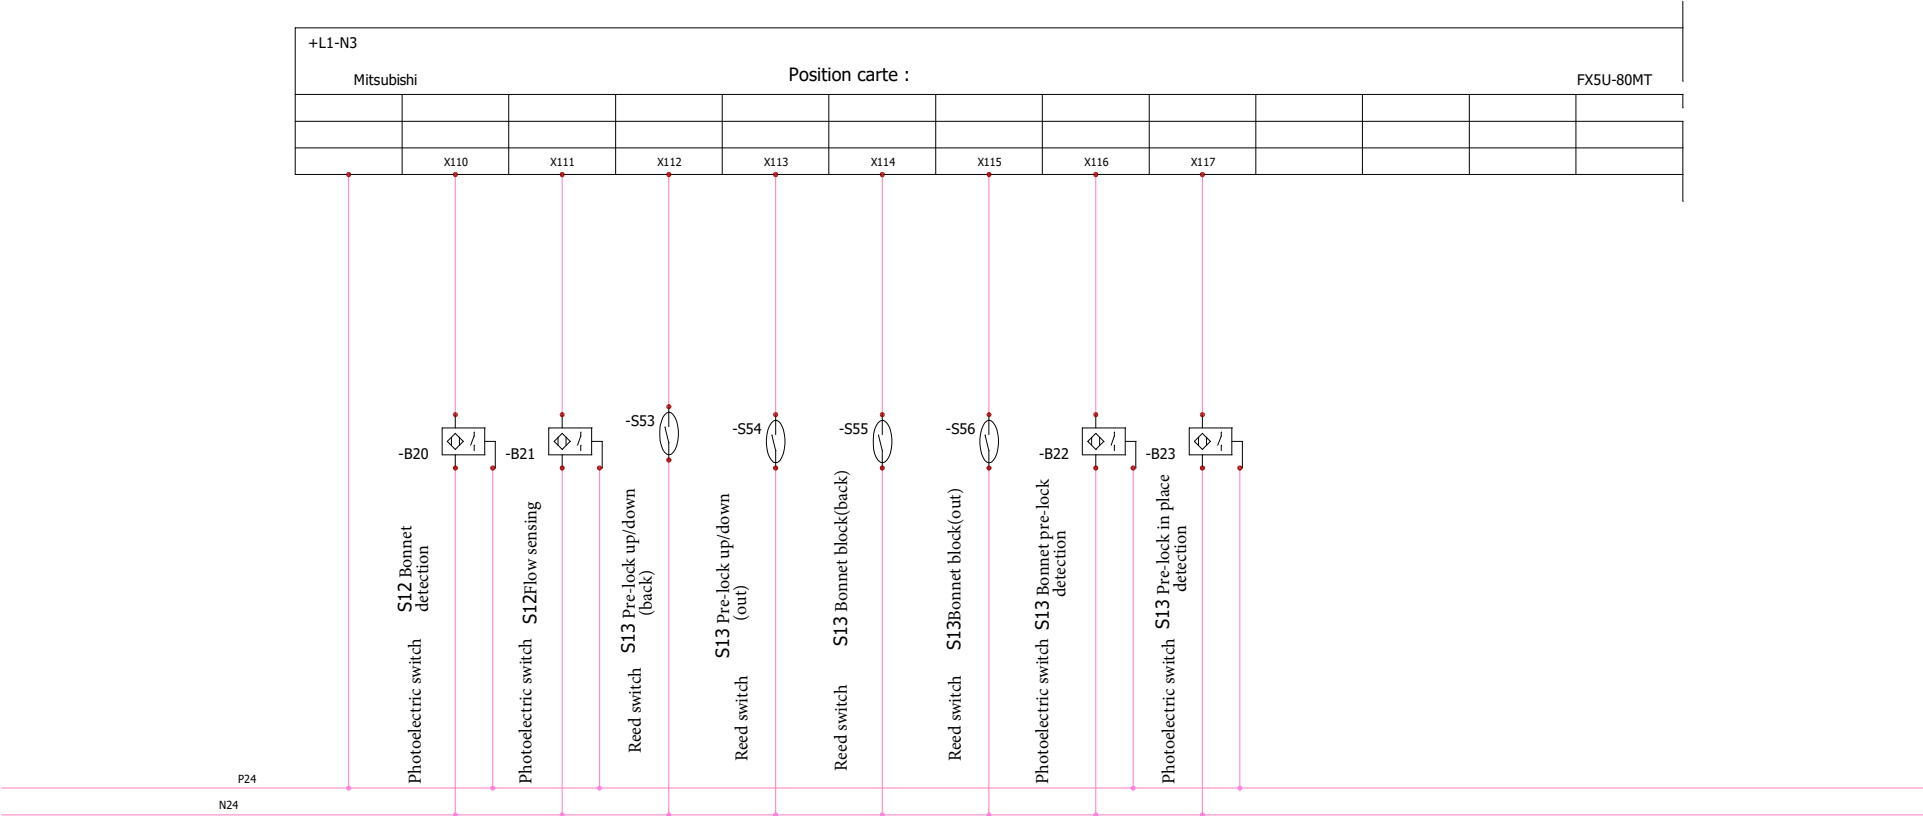 +L1-N3
Mitsubishi
Position carte :
FX5U-80MT
X110
X111
X112
X113
X114
X115
X116
X117
-B20
-B21
-S53
-S54
-S55
-S56
-B22
-B23
Photoelectric switch S12 Bonnet
detection
Photoelectric switch S12Flow sensing
Reed switch S13 Pre-lock up/down
(back)
Reed switch S13 Pre-lock up/down
(out)
Reed switch S13 Bonnet block(back)
Reed switch S13Bonnet block(out)
Photoelectric switch S13 Bonnet pre-lock
detection
Photoelectric switch S13 Pre-lock in place
detection
P24
N24